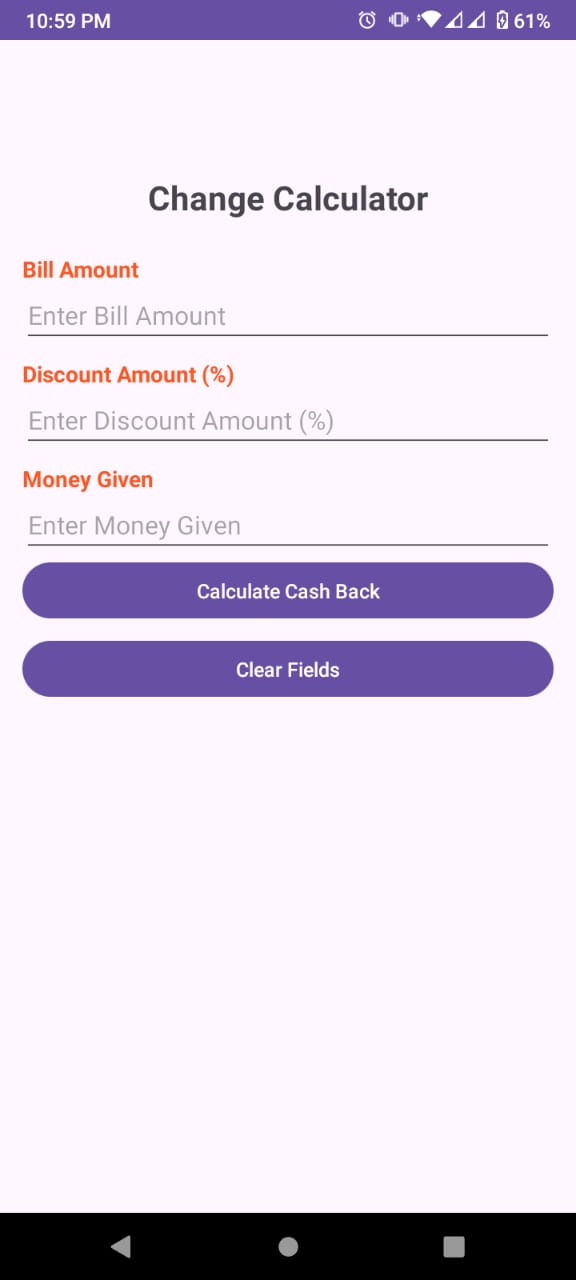 10:59 PM 61%
Change Calculator
Bill Amount
Enter Bill Amount
Discount Amount (%)
Enter Discount Amount (%)
Money Given
Enter Money Given
Calculate Cash Back
Clear Fields